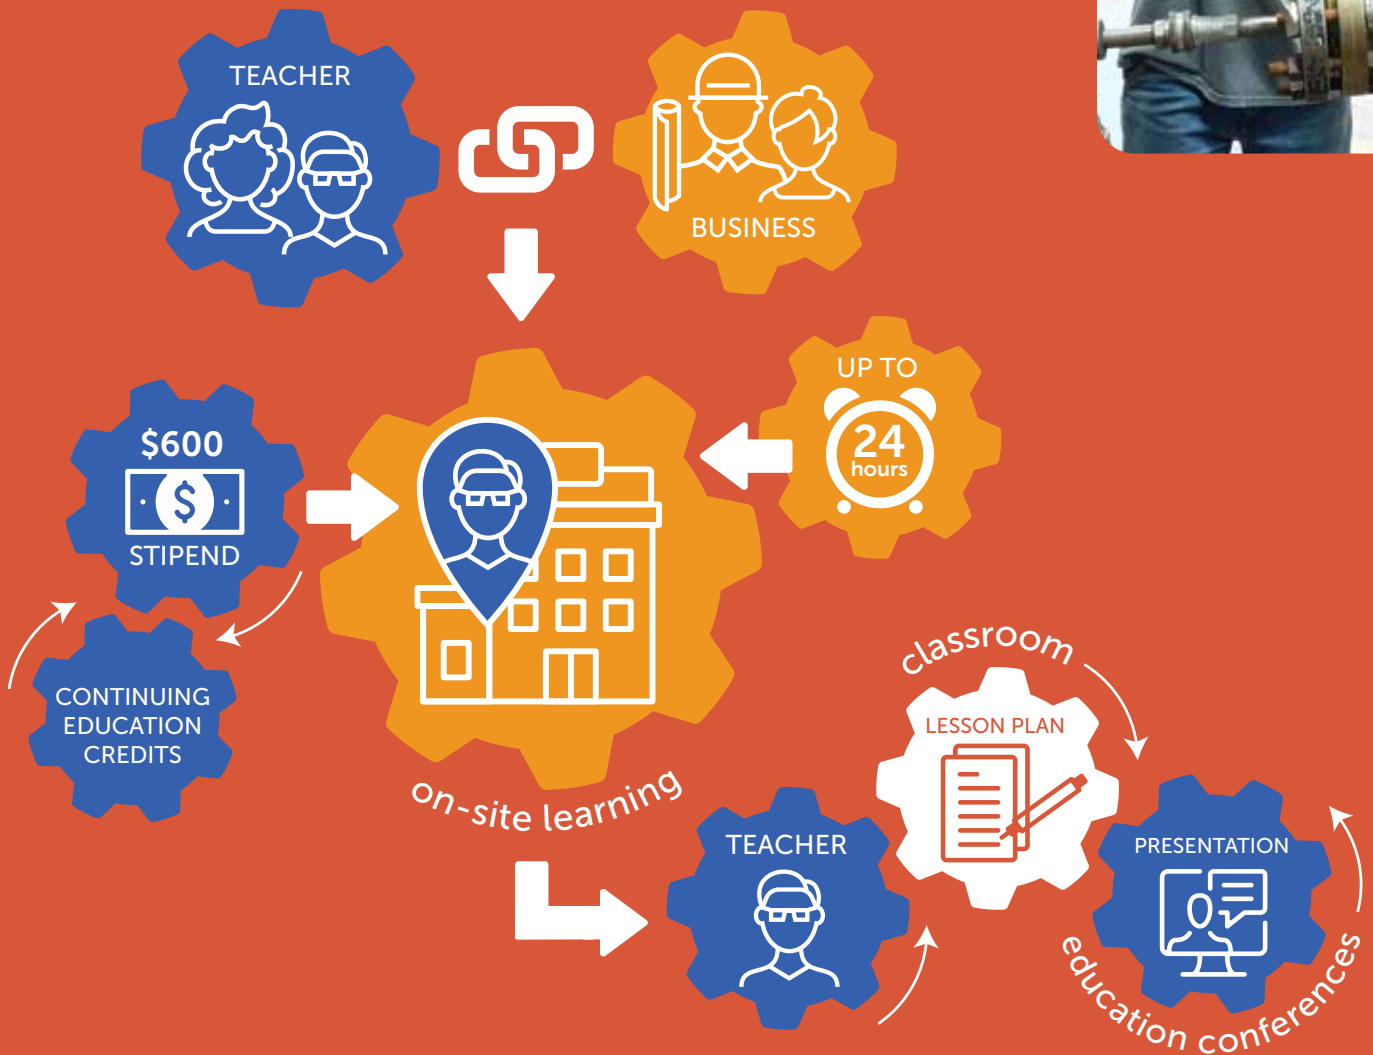 TEACHER
BUSINESS
UP TO
24
hours
$600
$
STIPEND
CONTINUING
EDUCATION
CREDITS
on-site learning
classroom
LESSON PLAN
TEACHER
PRESENTATION
education conferences